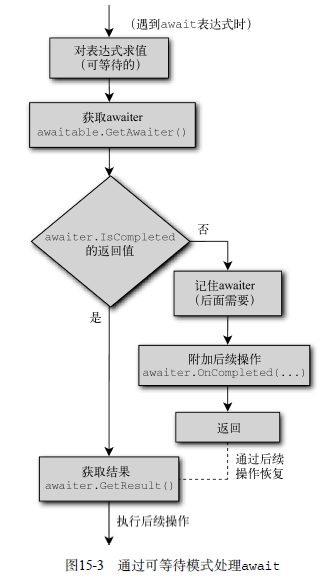 (遇到await表达式时)
对表达式求值
(可等待的)
获取awaiter
awaitable.GetAwaiter()
awaiter.IsCompleted
的返回值
否
记住awaiter
(后面需要)
是
附加后续操作
awaiter.OnCompleted(...)
返回
通过后续
操作恢复
获取结果
awaiter.GetResult()
执行后续操作
图15-3 通过可等待模式处理await